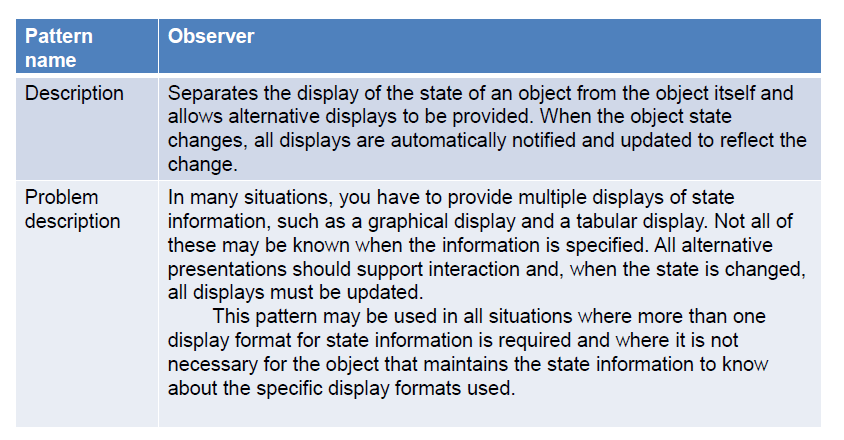 Pattern name
Observer
Description
Separates the display of the state of an object from the object itself and
allows alternative displays to be provided. When the object state
changes, all displays are automatically notified and updated to reflect the
change.
Problem description
In many situations, you have to provide multiple displays of state
information, such as a graphical display and a tabular display. Not all of
these may be known when the information is specified. All alternative
presentations should support interaction and, when the state is changed,
all displays must be updated.
This pattern may be used in all situations where more than one
display format for state information is required and where it is not
necessary for the object that maintains the state information to know
about the specific display formats used.